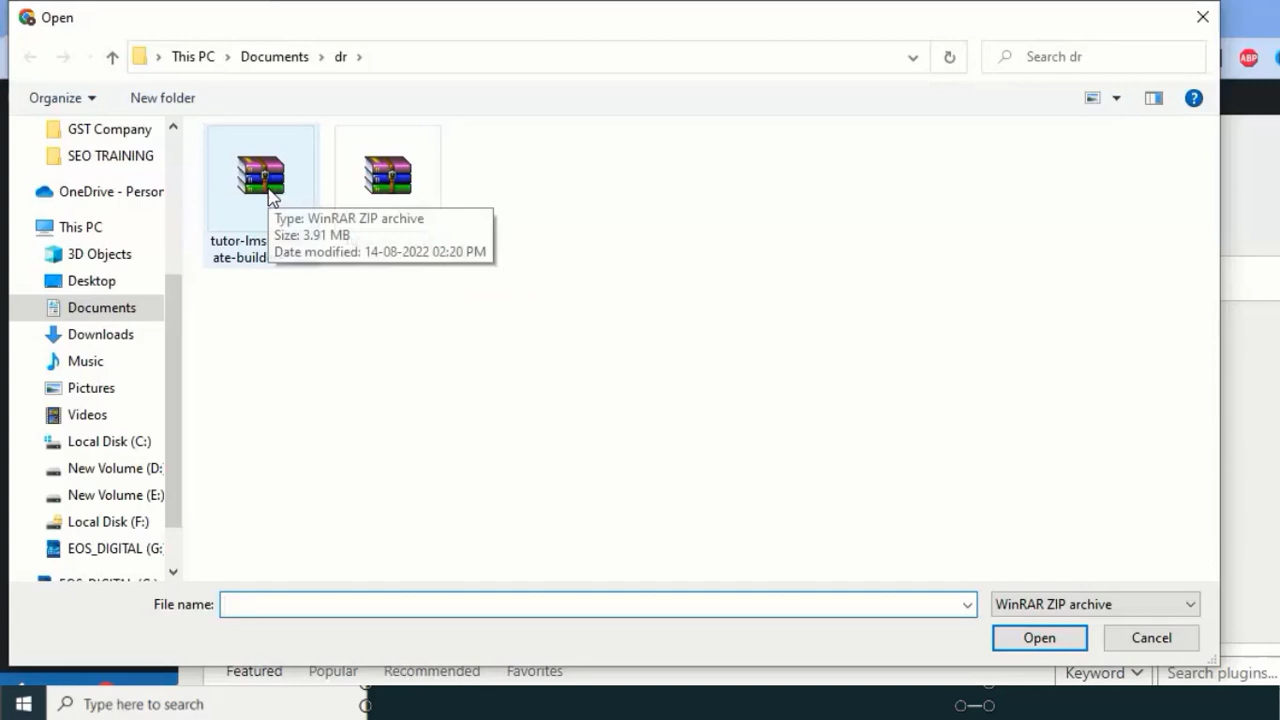 Open
This PC
Documents
dr
Search dr
ABP
Organize
New folder
GST Company
SEO TRAINING
OneDrive - Person
This PC
3D Objects
Desktop
Documents
Downloads
Music
Pictures
Videos
Local Disk (C:)
New Volume (D:
New Volume (E:)
Local Disk (F:)
EOS_DIGITAL (G:
tutor-lms
ate-build
Type: WinRAR ZIP archive
Size: 3.91 MB
Date modified: 14-08-2022 02:20 PM
File name:
WinRAR ZIP archive
Open
Cancel
Featured
Popular
Recommended
Favorites
Keyword
Search plugins...
Type here to search